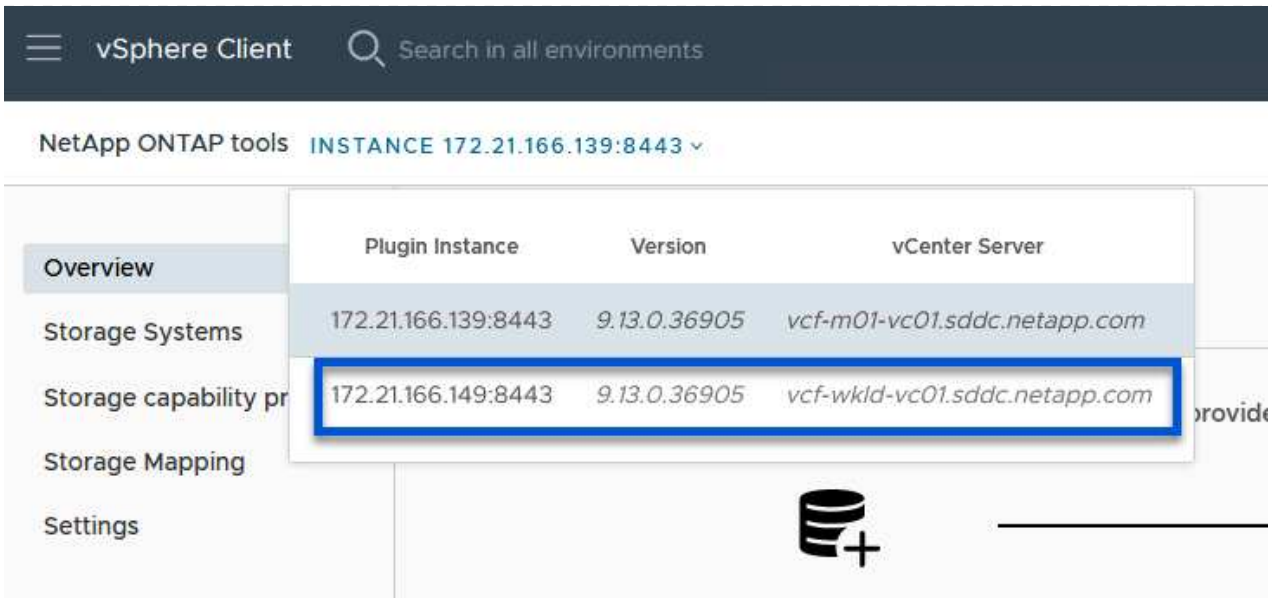 vSphere Client Search in all environments
NetApp ONTAP tools INSTANCE 172.21.166.139:8443
Plugin Instance Version vCenter Server
172.21.166.139:8443 9.13.0.36905 vcf-m01-vc01.sddc.netapp.com
172.21.166.149:8443 9.13.0.36905 vcf-wkld-vc01.sddc.netapp.com
Overview
Storage Systems
Storage capability pr
Storage Mapping
Settings
provide